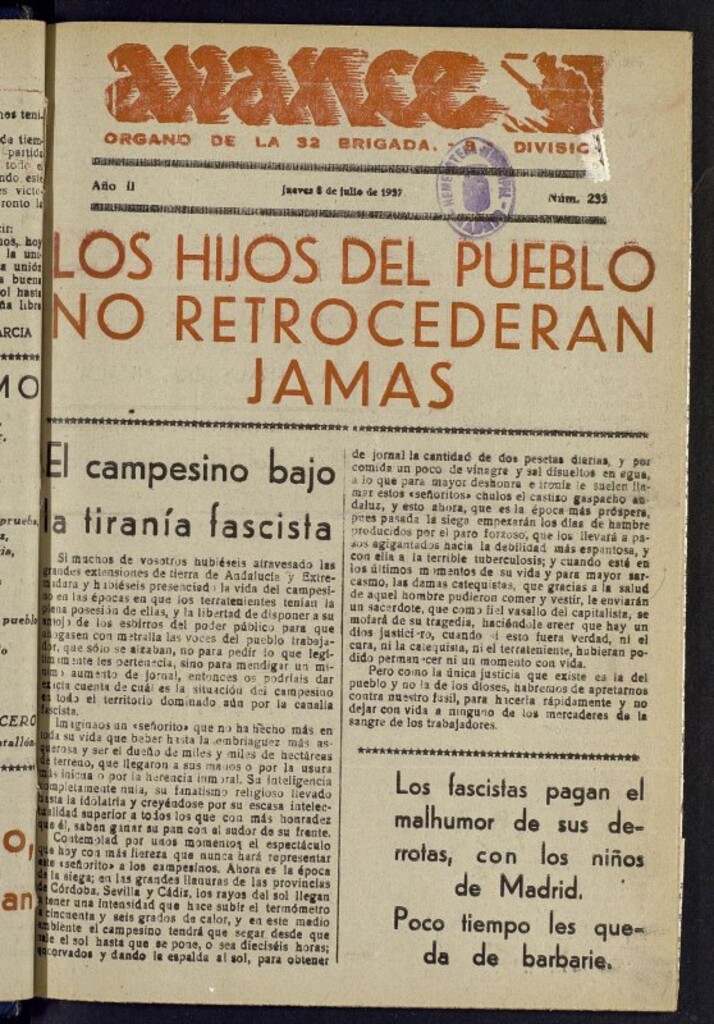 avance
ORGANO DE LA 32 BRIGADA. - DIVISIO
HEMEROTECA MUNICIPAL
Año II
Jueves 8 de julio de 1937
Núm. 233
LOS HIJOS DEL PUEBLO
NO RETROCEDERAN
JAMAS
El campesino bajo
la tiranía fascista
Si muchos de vosotros hubiéseis atravesado las
grandes extensiones de tierra de Andalucía y Extre-
madura y hubiéseis presenciado la vida del campesi-
no en las épocas en que los terratenientes tenían la
plena posesión de ellas, y la libertad de disponer a su
antojo de los esbirros del poder público para que
ahogasen con metralla las voces del pueblo trabaja-
dor, que sólo se alzaban, no para pedir lo que legí-
timamente les pertenecía, sino para mendigar un mí-
nimo aumento de jornal, entonces os podríais dar
exacta cuenta de cuál es la situación del campesino
en todo el territorio dominado aún por la canalla
fascista.
Imaginaos un «señorito» que no ha hecho más en
toda su vida que beber hasta la embriaguez más as-
querosa y ser el dueño de miles y miles de hectáreas
de terreno, que llegaron a sus manos o por la usura
más inicua o por la herencia inmoral. Su inteligencia
completamente nula, su fanatismo religioso llevado
hasta la idolatría y creyéndose por su escasa intelec-
tualidad superior a todos los que con más honradez
que él, saben ganar su pan con el sudor de su frente.
Contemplad por unos momentos el espectáculo
que hoy con más fiereza que nunca hará representar
este «señorito» a los campesinos. Ahora es la época
de la siega; en las grandes llanuras de las provincias
de Córdoba, Sevilla y Cádiz, los rayos del sol llegan
a tener una intensidad que hace subir el termómetro
a cincuenta y seis grados de calor, y en este medio
ambiente el campesino tendrá que segar desde que
sale el sol hasta que se pone, o sea dieciséis horas;
encorvados y dando la espalda al sol, para obtener
de jornal la cantidad de dos pesetas diarias, y por
comida un poco de vinagre y sal disueltos en agua,
a lo que para mayor deshonra e ironía le suelen lla-
mar estos «señoritos» chulos el castizo gaspacho an-
daluz, y esto ahora, que es la época más próspera,
pues pasada la siega empezarán los días de hambre
producidos por el paro forzoso, que los llevará a pa-
sos agigantados hacia la debilidad más espantosa, y
con ella a la terrible tuberculosis; y cuando esté en
los últimos momentos de su vida y para mayor sar-
casmo, las damas catequistas, que gracias a la salud
de aquel hombre pudieron comer y vestir, le enviarán
un sacerdote, que como fiel vasallo del capitalista, se
mofará de su tragedia, haciéndole creer que hay un
dios justiciero, cuando si esto fuera verdad, ni el
cura, ni la catequista, ni el terrateniente, hubieran po-
dido permanecer ni un momento con vida.
Pero como la única justicia que existe es la del
pueblo y no la de los dioses, habremos de apretarnos
contra nuestro fusil, para hacerla rápidamente y no
dejar con vida a ninguno de los mercaderes de la
sangre de los trabajadores.
Los fascistas pagan el
malhumor de sus de-
rrotas, con los niños
de Madrid.
Poco tiempo les que-
da de barbarie.